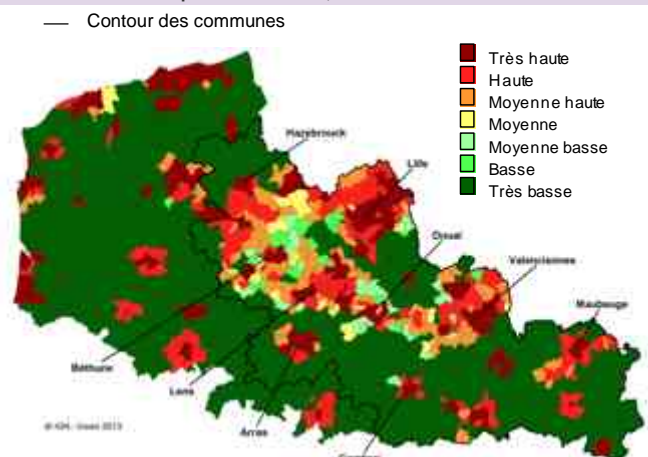 Contour des communes
Très haute
Haute
Moyenne haute
Moyenne
Moyenne basse
Basse
Très basse
Hazebrouck
Lille
Douai
Valenciennes
Maubeuge
Béthune
Lens
Arras